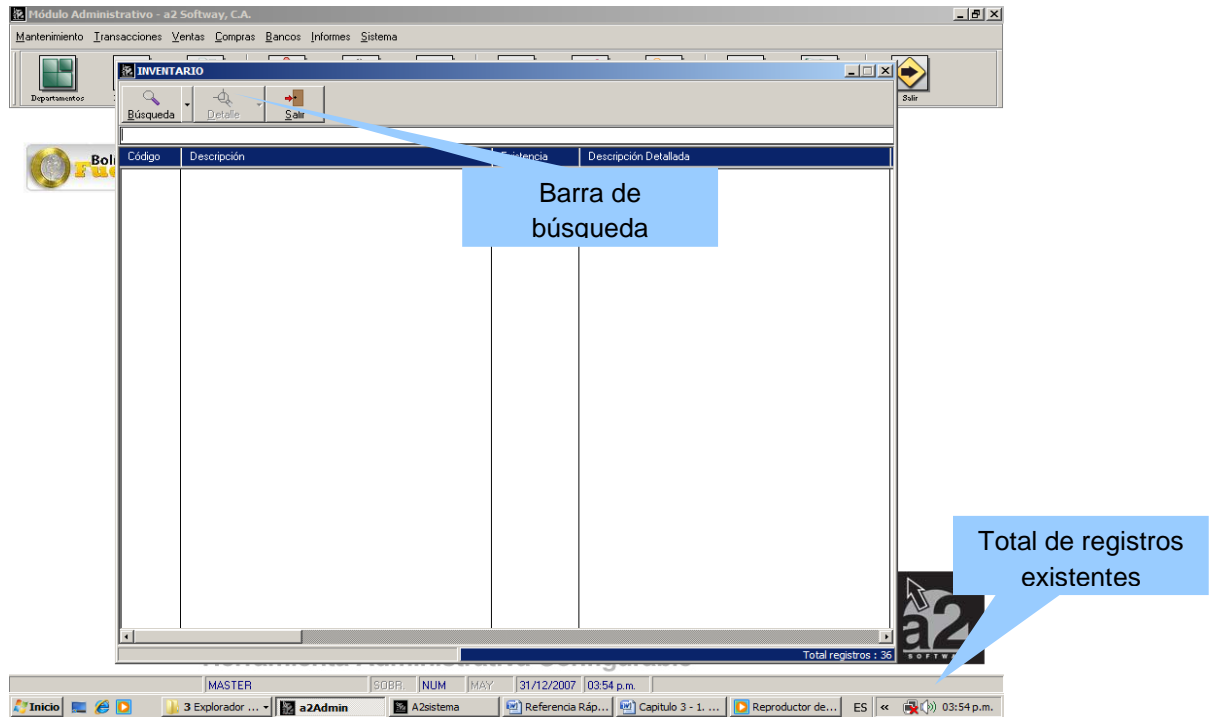 Módulo Administrativo - a2 Softway, C.A.
Mantenimiento Transacciones Ventas Compras Bancos Informes Sistema
Departamentos
Salir
INVENTARIO
Búsqueda Detalle Salir
Código Descripción Existencia Descripción Detallada
Barra de
búsqueda
Total de registros
existentes
a2
SOFTW
Total registros : 36
MASTER SOBR. NUM MAY 31/12/2007 03:54 p.m.
Inicio 3 Explorador ... a2Admin A2sistema Referencia Ráp... Capitulo 3 - 1. ... Reproductor de... ES « 03:54 p.m.